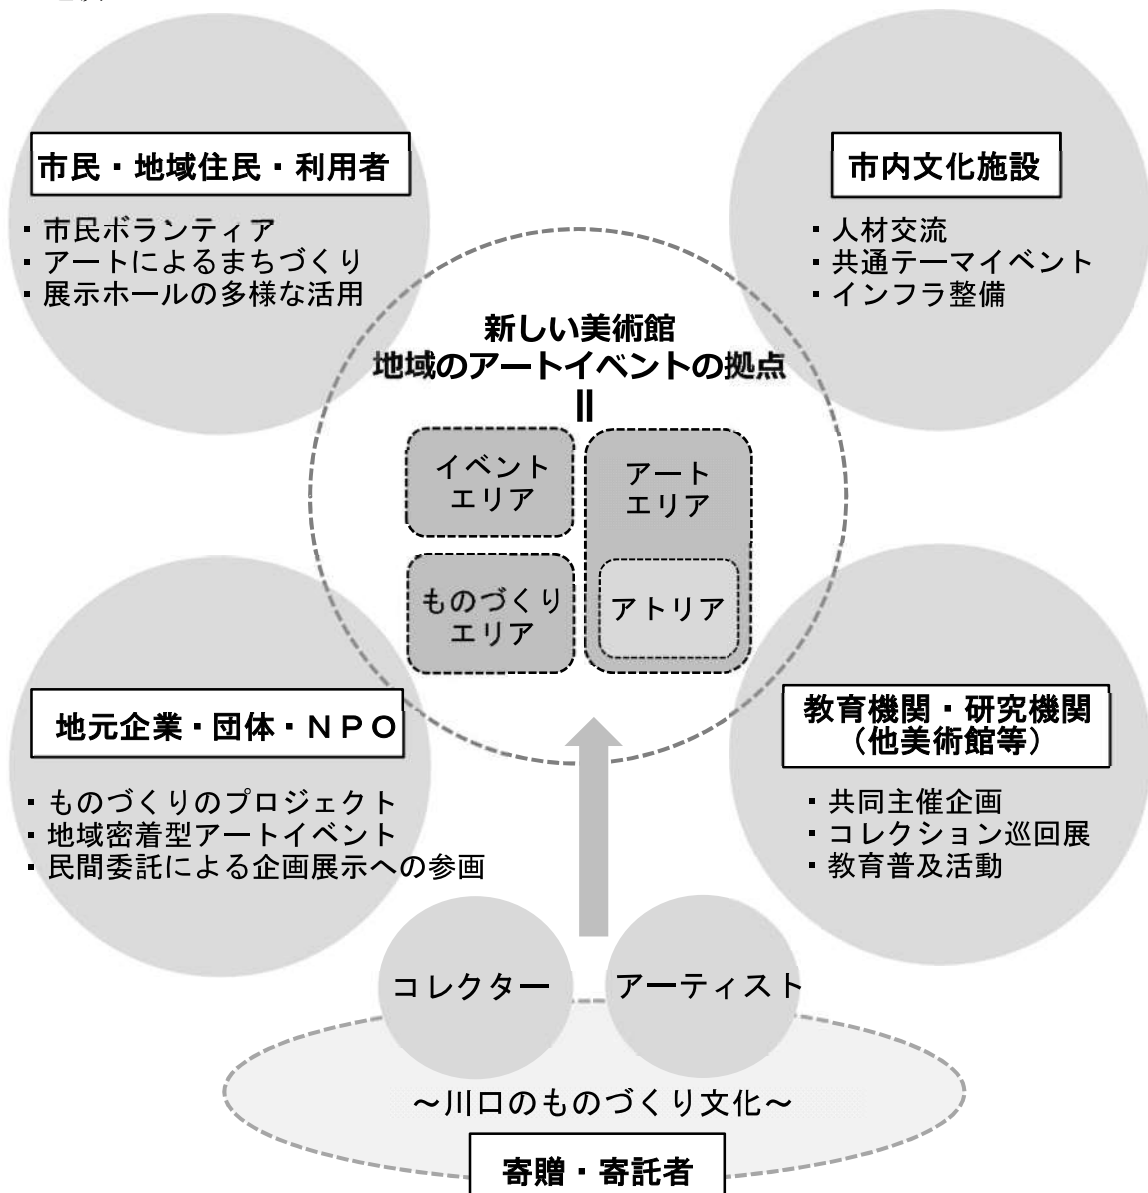 市民・地域住民・利用者
・市民ボランティア
・アートによるまちづくり
・展示ホールの多様な活用
市内文化施設
・人材交流
・共通テーマイベント
・インフラ整備
新しい美術館
地域のアートイベントの拠点
||
イベント
エリア
アート
エリア
ものづくり
エリア
アトリア
地元企業・団体・ＮＰＯ
・ものづくりのプロジェクト
・地域密着型アートイベント
・民間委託による企画展示への参画
教育機関・研究機関
（他美術館等）
・共同主催企画
・コレクション巡回展
・教育普及活動
コレクター
アーティスト
～川口のものづくり文化～
寄贈・寄託者